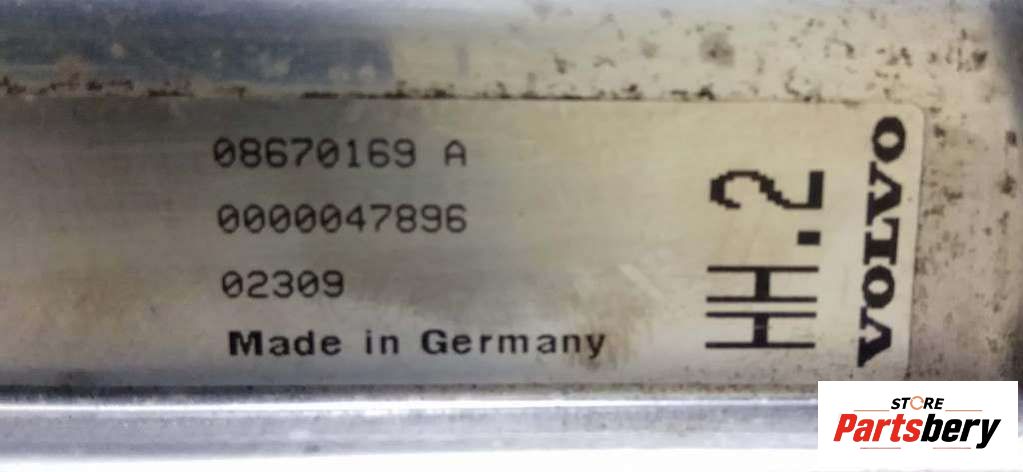 08670169 A
0000047896
02309
Made in Germany
HH.2
VOLVO
STORE
Partsbery